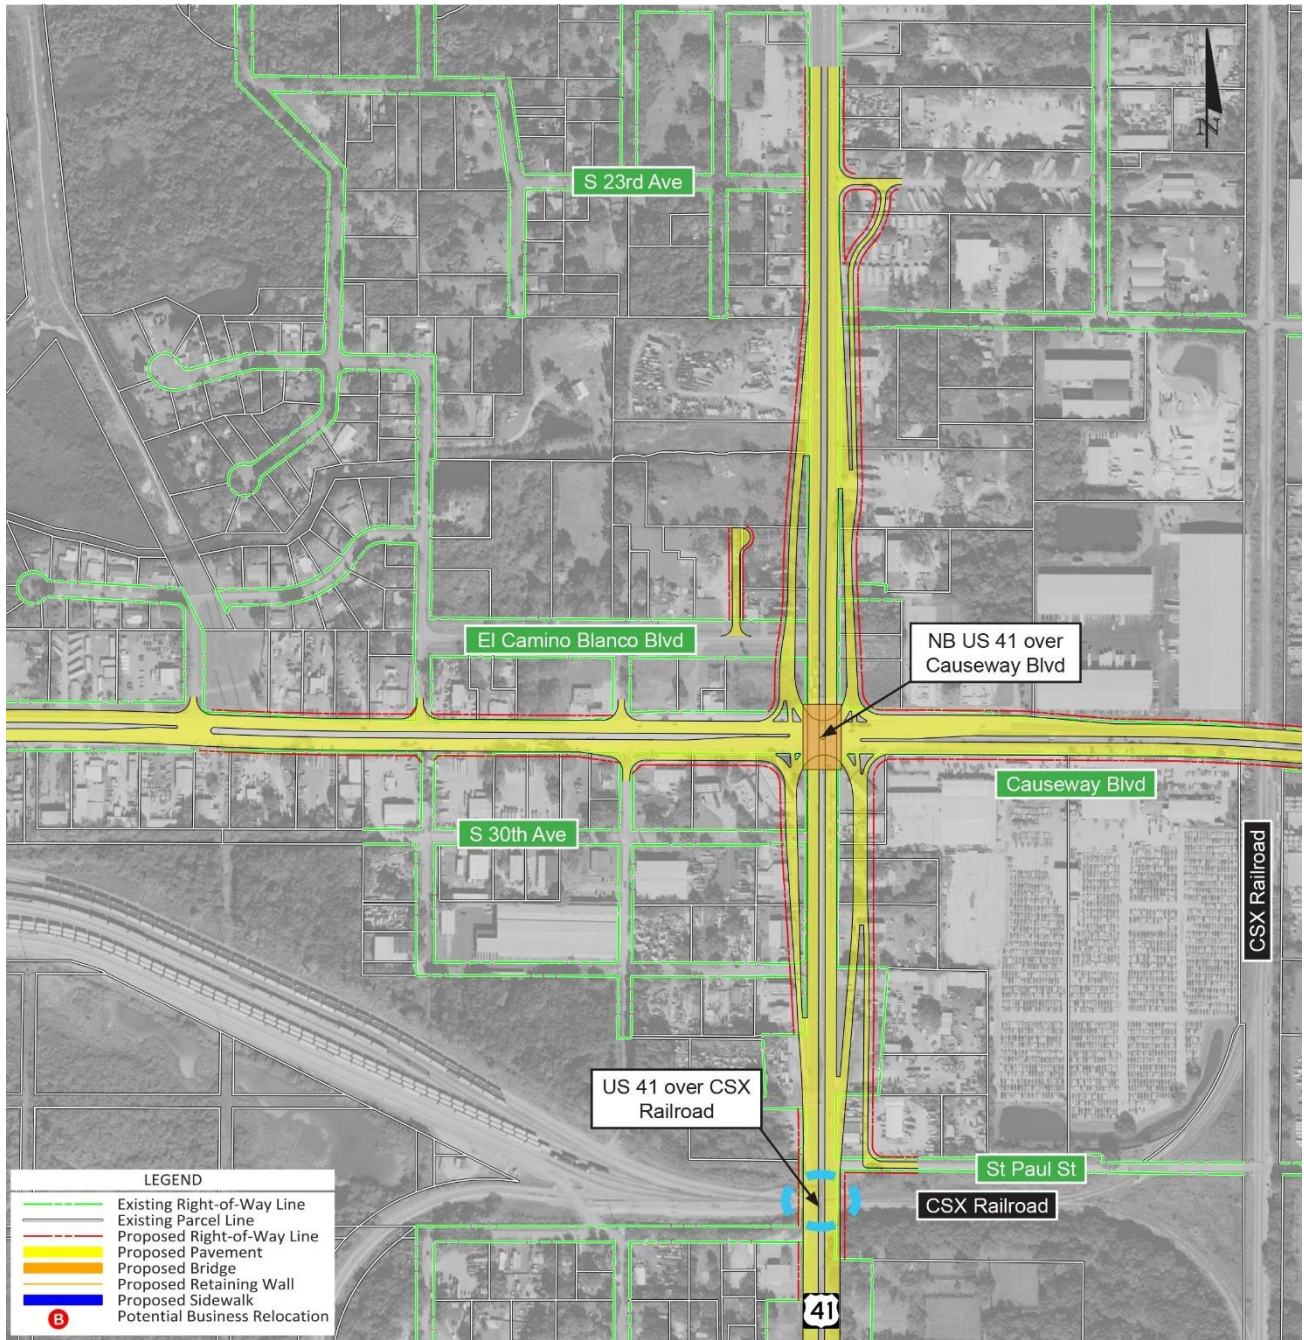 N
S 23rd Ave
El Camino Blanco Blvd
NB US 41 over
Causeway Blvd
Causeway Blvd
S 30th Ave
CSX Railroad
US 41 over CSX
Railroad
St Paul St
CSX Railroad
41
LEGEND
Existing Right-of-Way Line
Existing Parcel Line
Proposed Right-of-Way Line
Proposed Pavement
Proposed Bridge
Proposed Retaining Wall
Proposed Sidewalk
B Potential Business Relocation